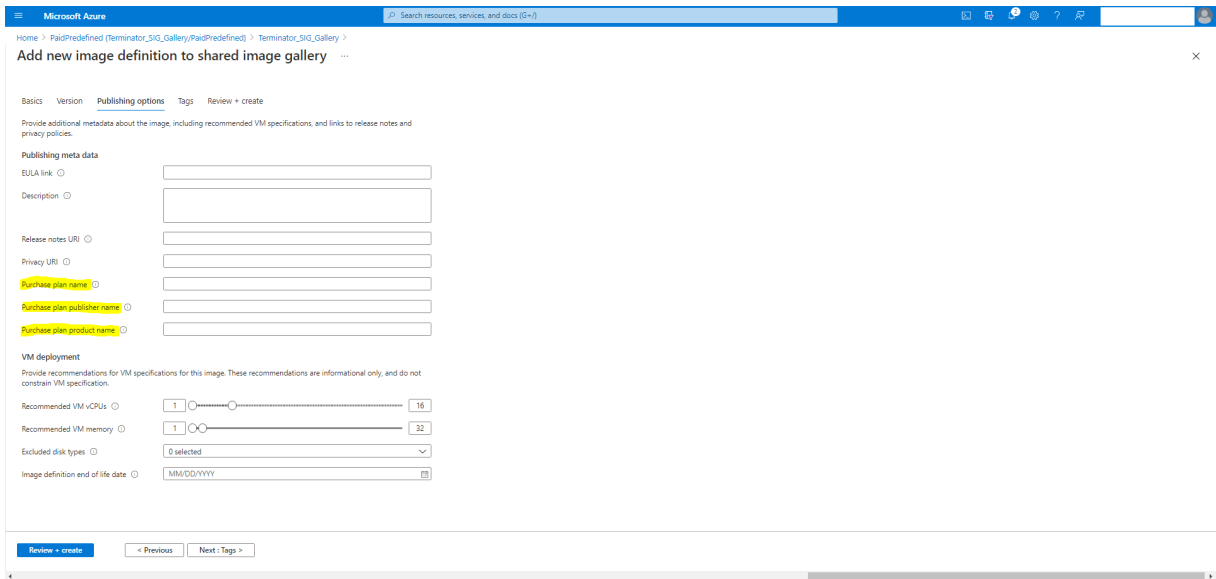 Microsoft Azure
Search resources, services, and docs (G+/)
2
Home > PaidPredefined (Terminator_SIG_Gallery/PaidPredefined) > Terminator_SIG_Gallery >
Add new image definition to shared image gallery ...
Basics Version Publishing options Tags Review + create
Provide additional metadata about the image, including recommended VM specifications, and links to release notes and
privacy policies.
Publishing meta data
EULA link
Description
Release notes URI
Privacy URI
Purchase plan name
Purchase plan publisher name
Purchase plan product name
VM deployment
Provide recommendations for VM specifications for this image. These recommendations are informational only, and do not
constrain VM specification.
Recommended VM vCPUs 1 16
Recommended VM memory 1 32
Excluded disk types 0 selected
Image definition end of life date MM/DD/YYYY
Review + create < Previous Next : Tags >